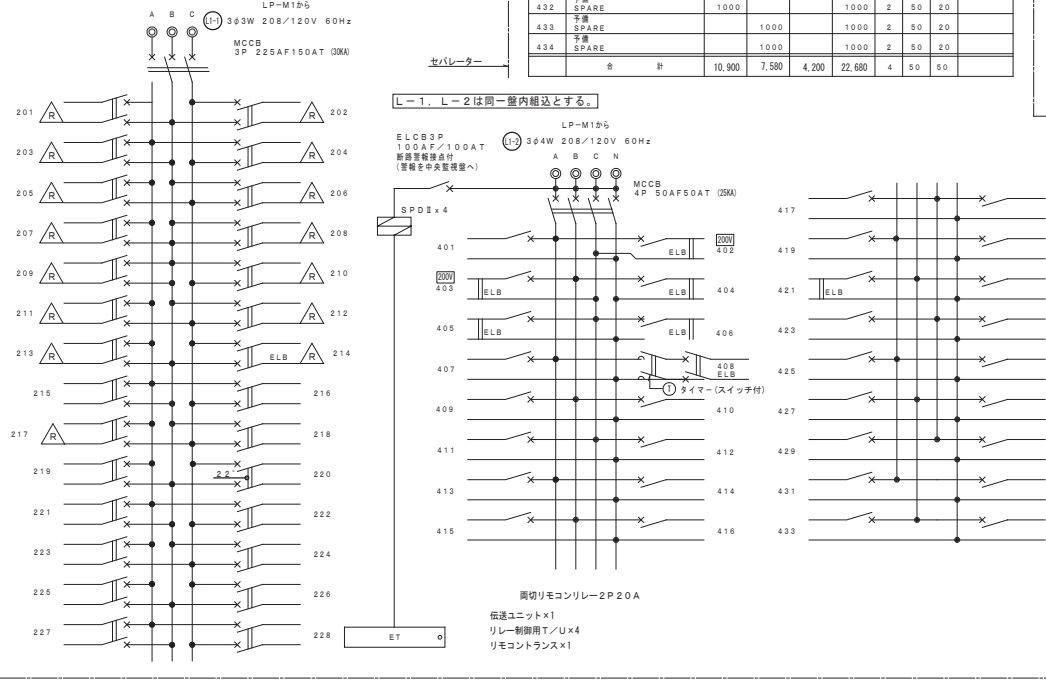 432 予備 SPARE 1000 1000 2 50 20
433 予備 SPARE 1000 1000 2 50 20
434 予備 SPARE 1000 1000 2 50 20
合 計 10,900 7,580 4,200 22,680 4 50 50
セパレーター
LP-M1から
A B C L1-1 3φ3W 208/120V 60Hz
MCCB
3P 225AF150AT (30KA)
201 R R 202
203 R R 204
205 R R 206
207 R R 208
209 R R 210
211 R R 212
213 R ELB R 214
215 216
217 R 218
219 22° 220
221 222
223 224
225 226
227 228
L-1, L-2は同一盤内組込とする。
ELCB3P
100AF/100AT
断路警報接点付
(警報を中央監視盤へ)
SPDⅡx4
ET
LP-M1から
L1-2 3φ4W 208/120V 60Hz
A B C N
MCCB
4P 50AF50AT (25KA)
401 ELB 200V 402
200V 403 ELB ELB 404
405 ELB ELB 406
407 408 ELB
T タイマー(スイッチ付)
409 410
411 412
413 414
415 416
417
419
421 ELB
423
425
427
429
431
433
両切リモコンリレー2P20A
伝送ユニット×1
リレー制御用T/U×4
リモコントランス×1